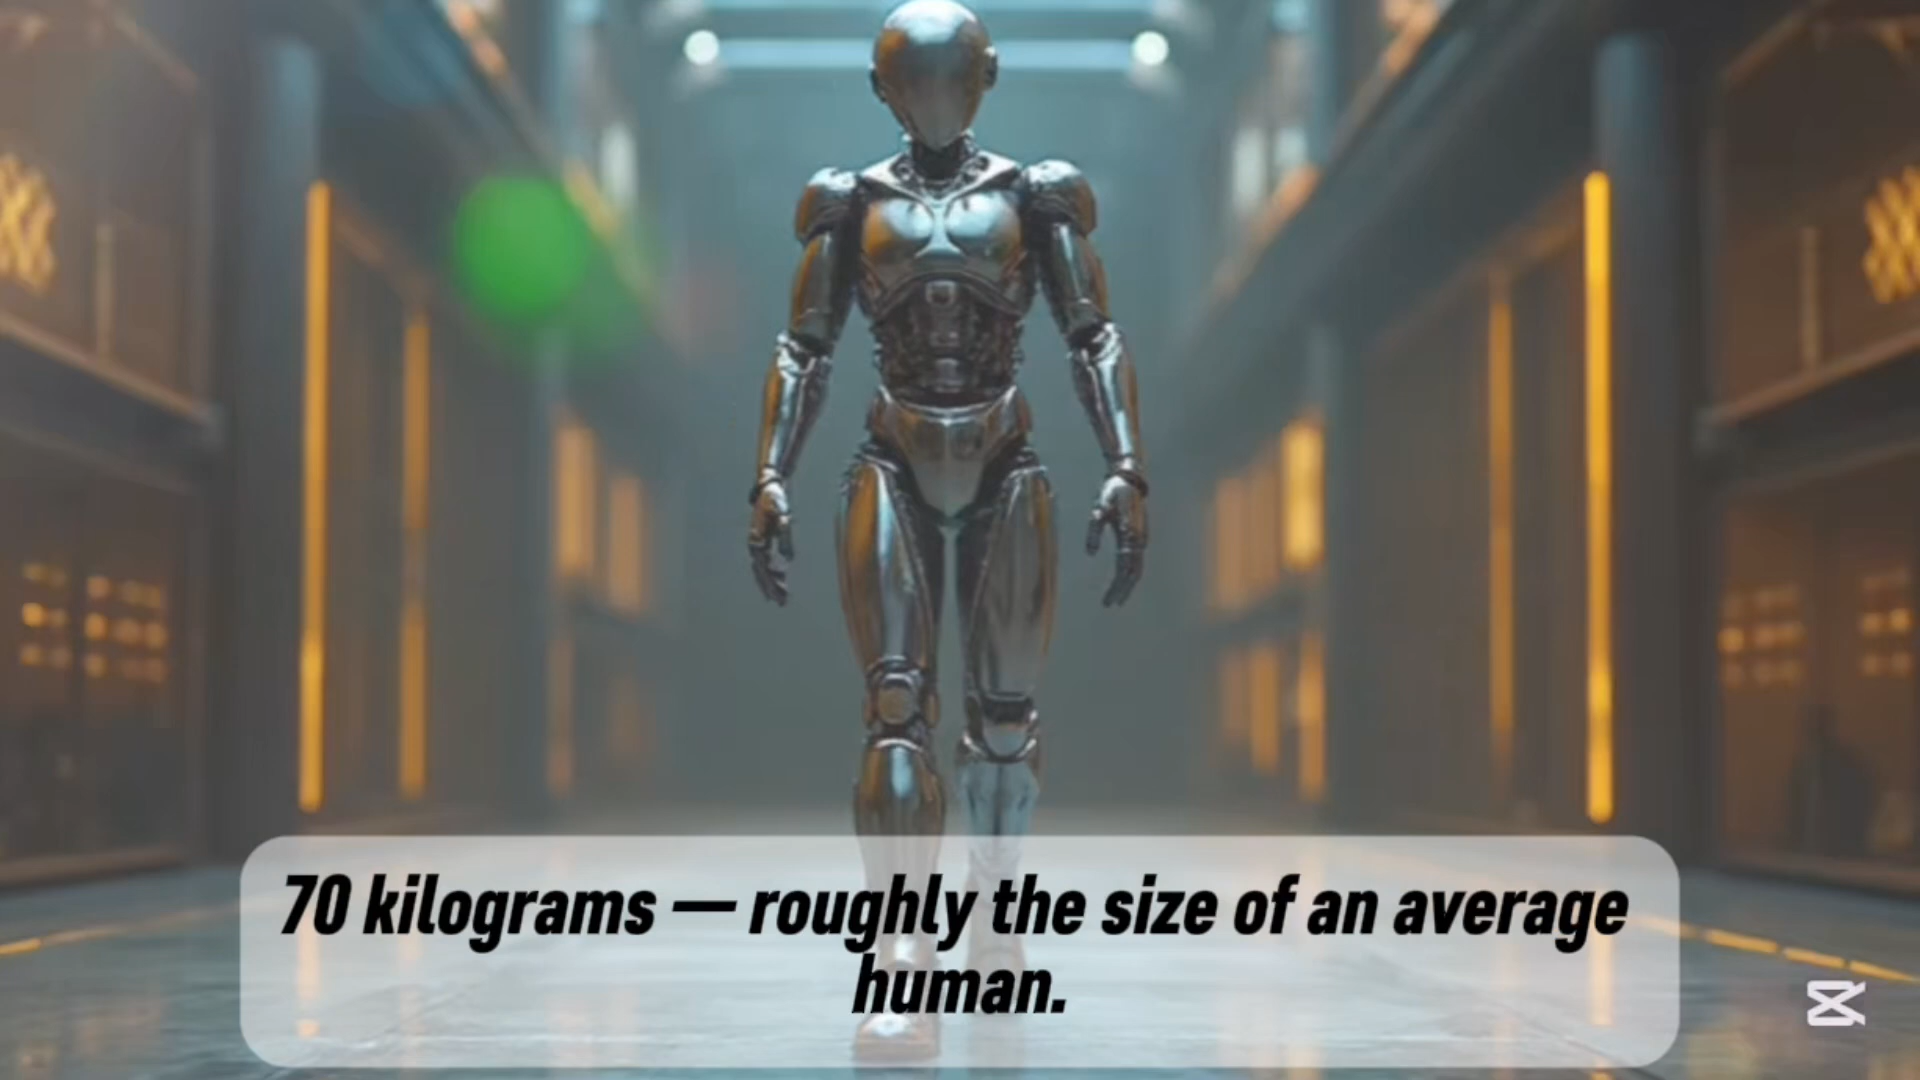 70 kilograms — roughly the size of an average
human.